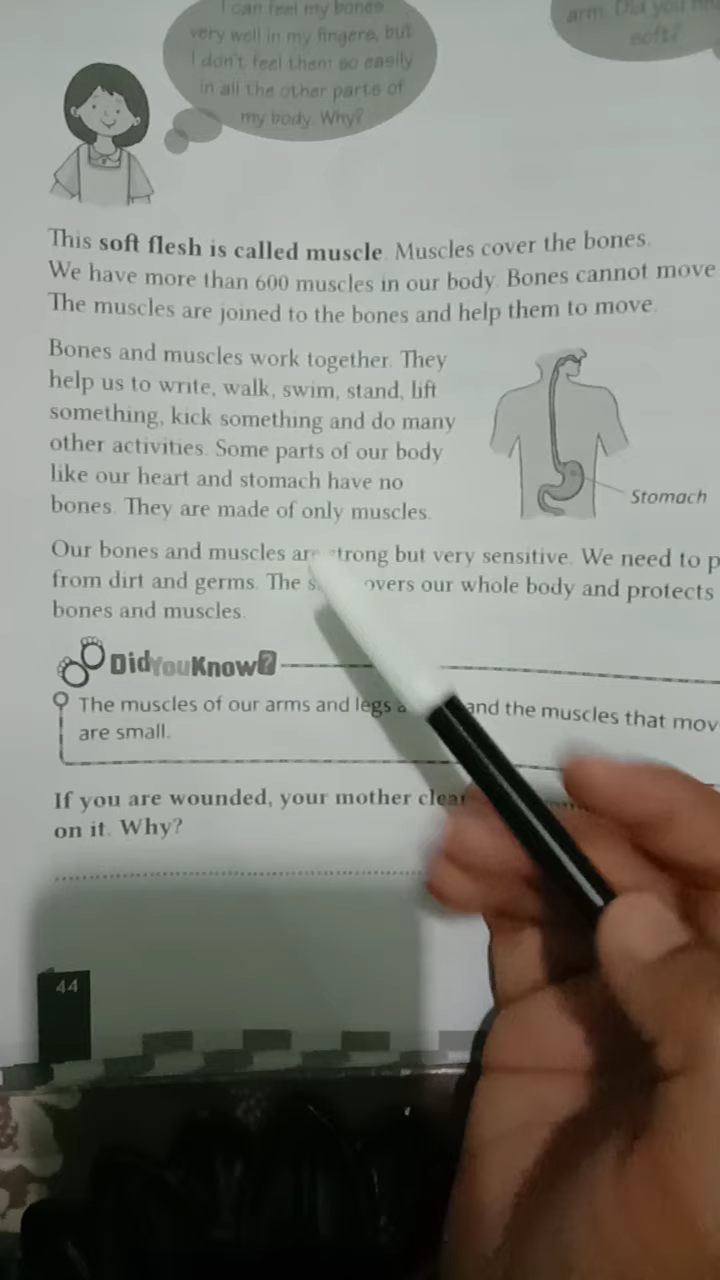 I can feel my bones
very well in my fingers, but
I don't feel them so easily
in all the other parts of
my body. Why?
arm. Did you
soft?
This soft flesh is called muscle. Muscles cover the bones.
We have more than 600 muscles in our body. Bones cannot move
The muscles are joined to the bones and help them to move.
Bones and muscles work together. They
help us to write, walk, swim, stand, lift
something, kick something and do many
other activities. Some parts of our body
like our heart and stomach have no
bones. They are made of only muscles.
Stomach
Our bones and muscles are strong but very sensitive. We need to p
from dirt and germs. The covers our whole body and protects
bones and muscles.
DidYouKnow?
The muscles of our arms and legs and the muscles that mov
are small.
If you are wounded, your mother
on it. Why?
44